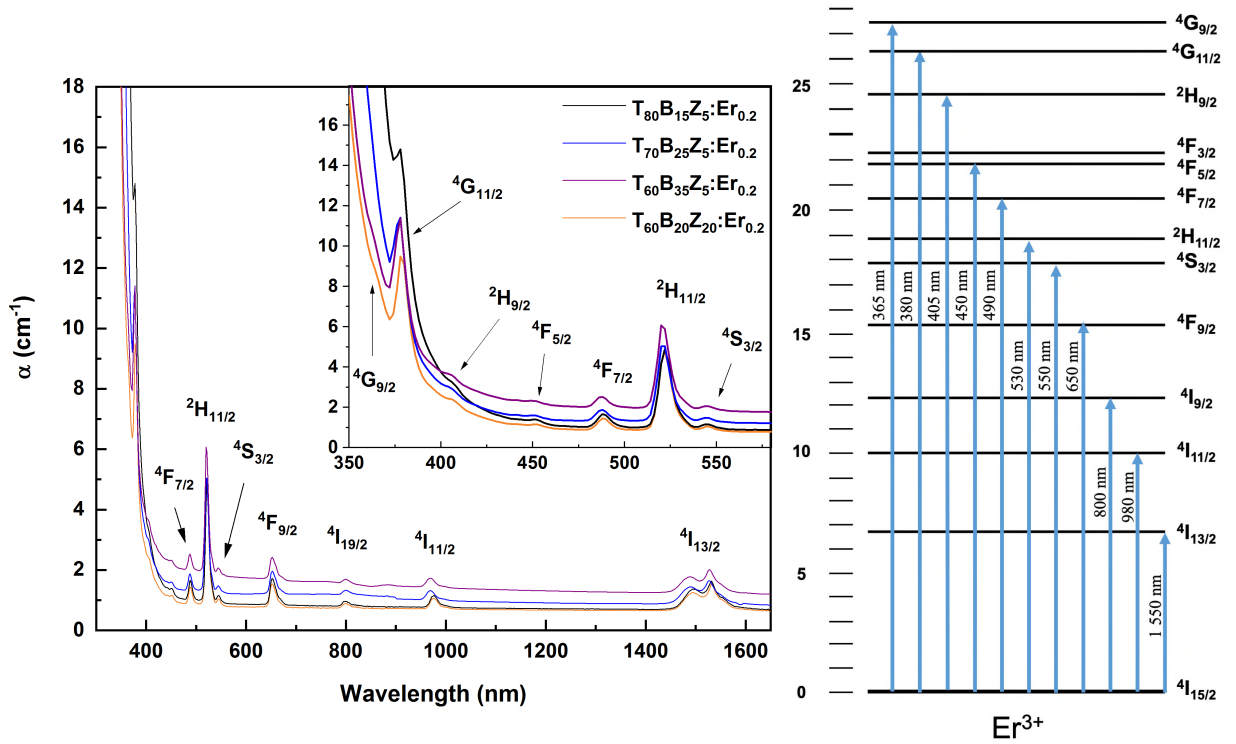 18
16
14
12
10
8
6
4
2
0
α (cm⁻¹)
400
600
800
1000
1200
1400
1600
Wavelength (nm)
²H₁₁/₂
⁴F₇/₂
⁴S₃/₂
⁴F₉/₂
⁴I₁₉/₂
⁴I₁₁/₂
⁴I₁₃/₂
16
14
12
10
8
6
4
2
0
350
400
450
500
550
T₈₀B₁₅Z₅:Er₀.₂
T₇₀B₂₅Z₅:Er₀.₂
T₆₀B₃₅Z₅:Er₀.₂
T₆₀B₂₀Z₂₀:Er₀.₂
⁴G₁₁/₂
⁴G₉/₂
²H₉/₂
⁴F₅/₂
⁴F₇/₂
²H₁₁/₂
⁴S₃/₂
25
20
15
10
5
0
⁴G₉/₂
⁴G₁₁/₂
²H₉/₂
⁴F₃/₂
⁴F₅/₂
⁴F₇/₂
²H₁₁/₂
⁴S₃/₂
⁴F₉/₂
⁴I₉/₂
⁴I₁₁/₂
⁴I₁₃/₂
⁴I₁₅/₂
365 nm
380 nm
405 nm
450 nm
490 nm
530 nm
550 nm
650 nm
800 nm
980 nm
1 550 nm
Er³⁺